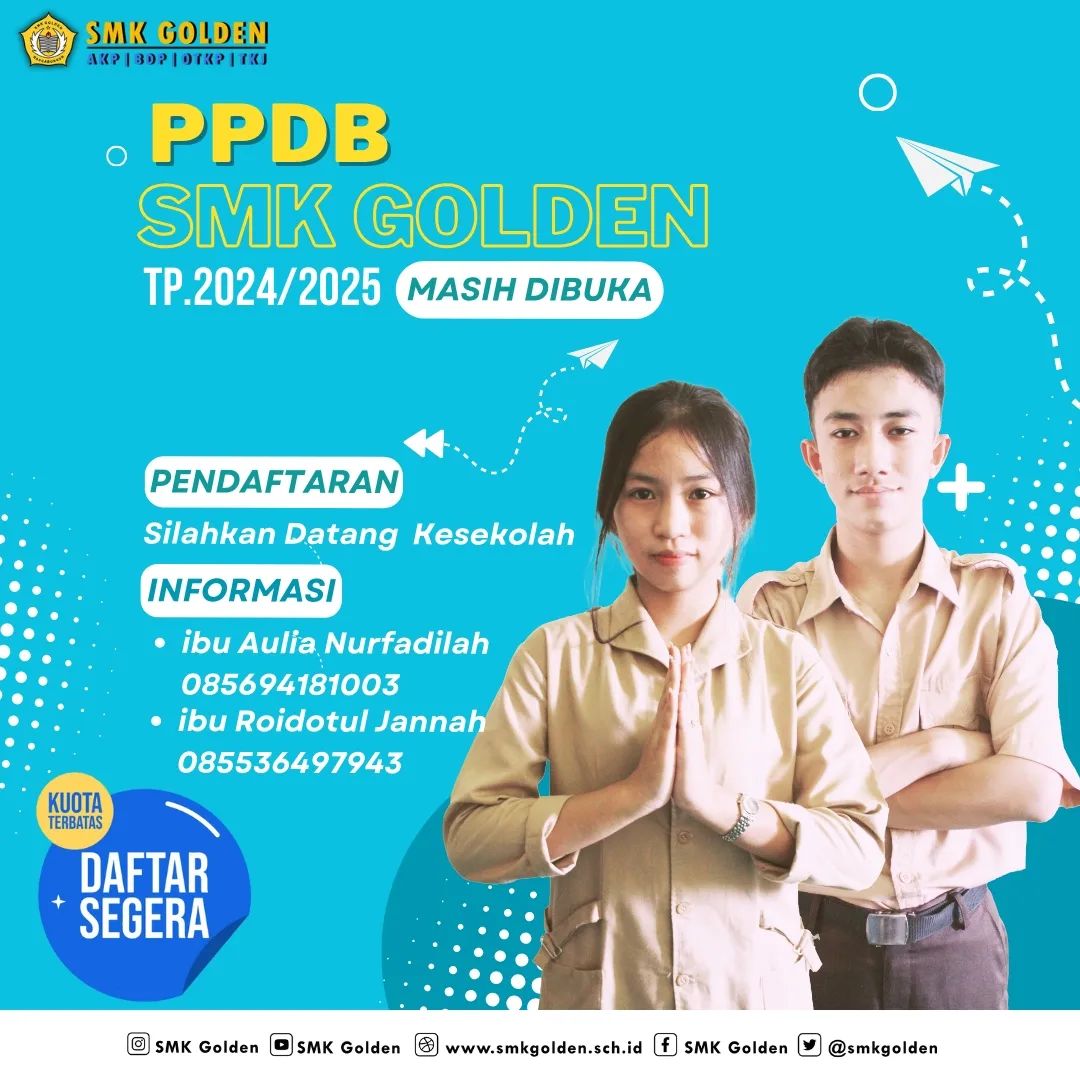 SMK GOLDEN
AKP | BDP | OTKP | TKJ
PPDB
SMK GOLDEN
TP.2024/2025 MASIH DIBUKA
PENDAFTARAN
Silahkan Datang Kesekolah
INFORMASI
• ibu Aulia Nurfadilah
085694181003
• ibu Roidotul Jannah
085536497943
KUOTA
TERBATAS
DAFTAR
SEGERA
SMK Golden SMK Golden www.smkgolden.sch.id SMK Golden @smkgolden